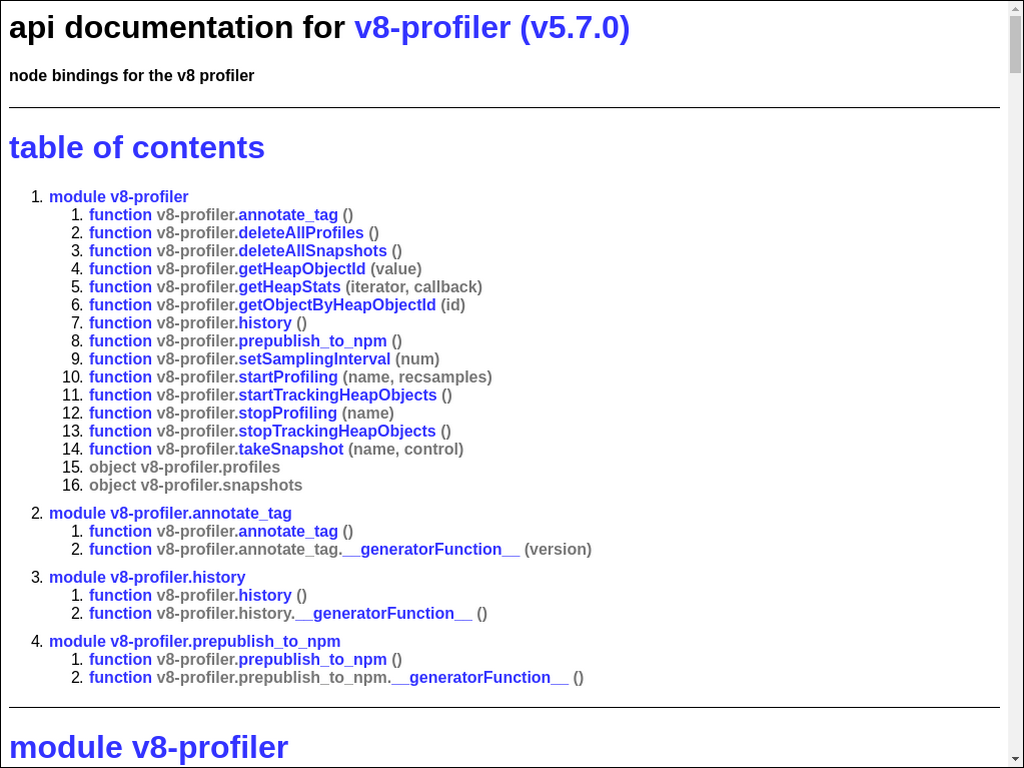 api documentation for v8-profiler (v5.7.0)
node bindings for the v8 profiler
table of contents
1. module v8-profiler
1. function v8-profiler.annotate_tag ()
2. function v8-profiler.deleteAllProfiles ()
3. function v8-profiler.deleteAllSnapshots ()
4. function v8-profiler.getHeapObjectId (value)
5. function v8-profiler.getHeapStats (iterator, callback)
6. function v8-profiler.getObjectByHeapObjectId (id)
7. function v8-profiler.history ()
8. function v8-profiler.prepublish_to_npm ()
9. function v8-profiler.setSamplingInterval (num)
10. function v8-profiler.startProfiling (name, recsamples)
11. function v8-profiler.startTrackingHeapObjects ()
12. function v8-profiler.stopProfiling (name)
13. function v8-profiler.stopTrackingHeapObjects ()
14. function v8-profiler.takeSnapshot (name, control)
15. object v8-profiler.profiles
16. object v8-profiler.snapshots
2. module v8-profiler.annotate_tag
1. function v8-profiler.annotate_tag ()
2. function v8-profiler.annotate_tag.__generatorFunction__ (version)
3. module v8-profiler.history
1. function v8-profiler.history ()
2. function v8-profiler.history.__generatorFunction__ ()
4. module v8-profiler.prepublish_to_npm
1. function v8-profiler.prepublish_to_npm ()
2. function v8-profiler.prepublish_to_npm.__generatorFunction__ ()
module v8-profiler